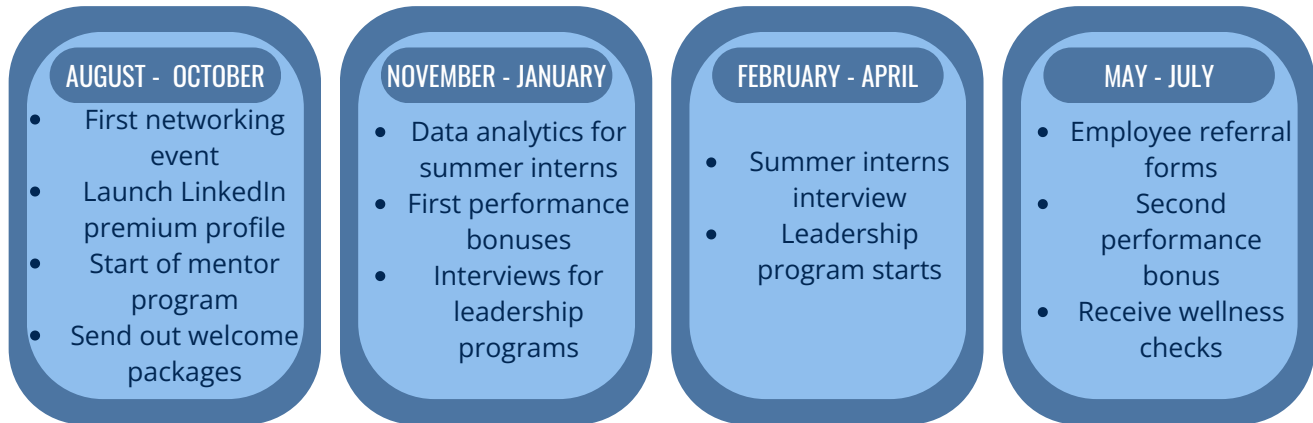 AUGUST - OCTOBER
• First networking
event
• Launch LinkedIn
premium profile
• Start of mentor
program
• Send out welcome
packages
NOVEMBER - JANUARY
• Data analytics for
summer interns
• First performance
bonuses
• Interviews for
leadership
programs
FEBRUARY - APRIL
• Summer interns
interview
• Leadership
program starts
MAY - JULY
• Employee referral
forms
• Second
performance
bonus
• Receive wellness
checks